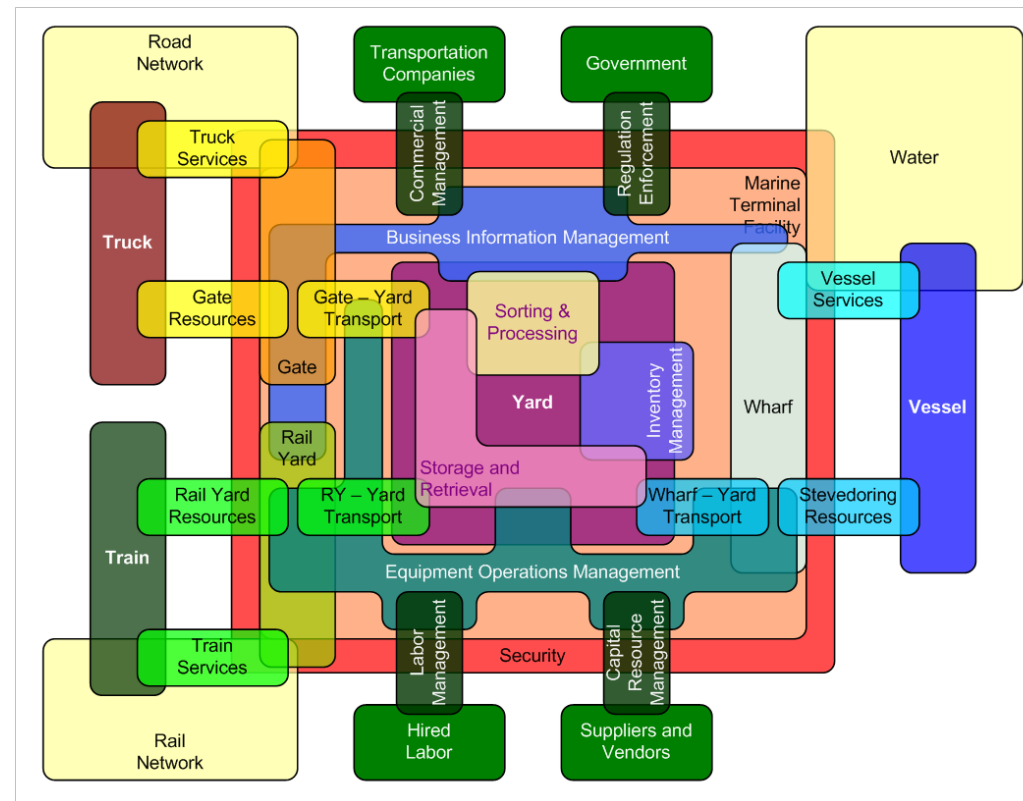 Road
Network
Transportation
Companies
Government
Commercial
Management
Regulation
Enforcement
Truck
Services
Water
Marine
Terminal
Facility
Truck
Business Information Management
Gate
Resources
Gate – Yard
Transport
Sorting &
Processing
Vessel
Services
Gate
Yard
Inventory
Management
Wharf
Vessel
Rail
Yard
Storage and
Retrieval
Rail Yard
Resources
RY – Yard
Transport
Wharf – Yard
Transport
Stevedoring
Resources
Train
Equipment Operations Management
Labor
Management
Capital
Resource
Management
Train
Services
Security
Rail
Network
Hired
Labor
Suppliers and
Vendors